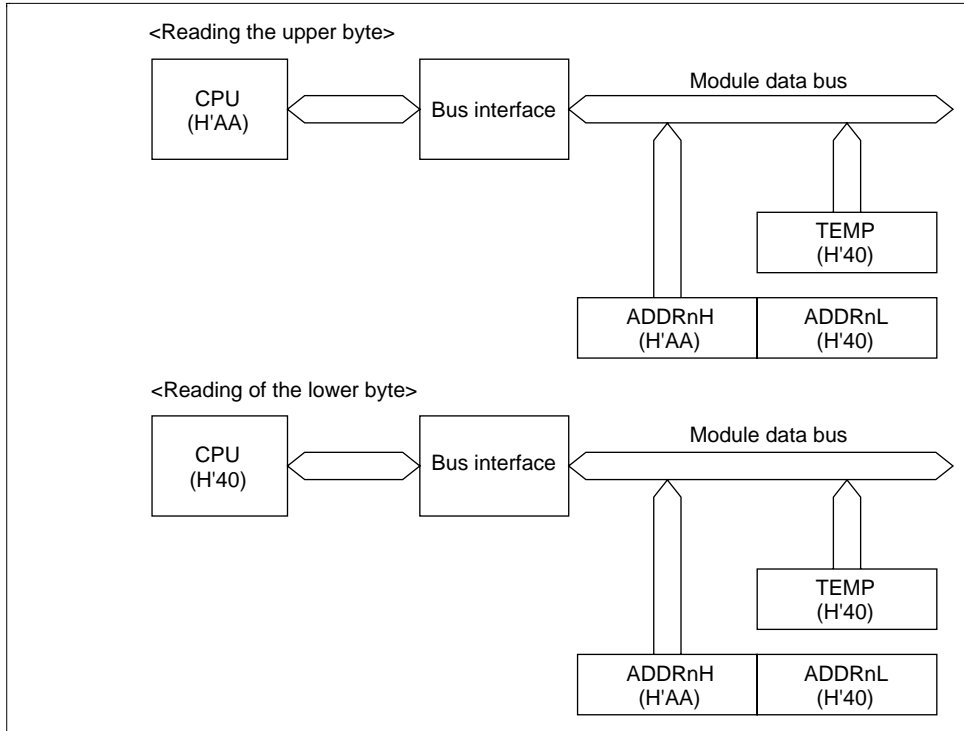 <Reading the upper byte>
Module data bus
CPU
(H'AA)
Bus interface
TEMP
(H'40)
ADDRnH
(H'AA)
ADDRnL
(H'40)
<Reading of the lower byte>
Module data bus
CPU
(H'40)
Bus interface
TEMP
(H'40)
ADDRnH
(H'AA)
ADDRnL
(H'40)